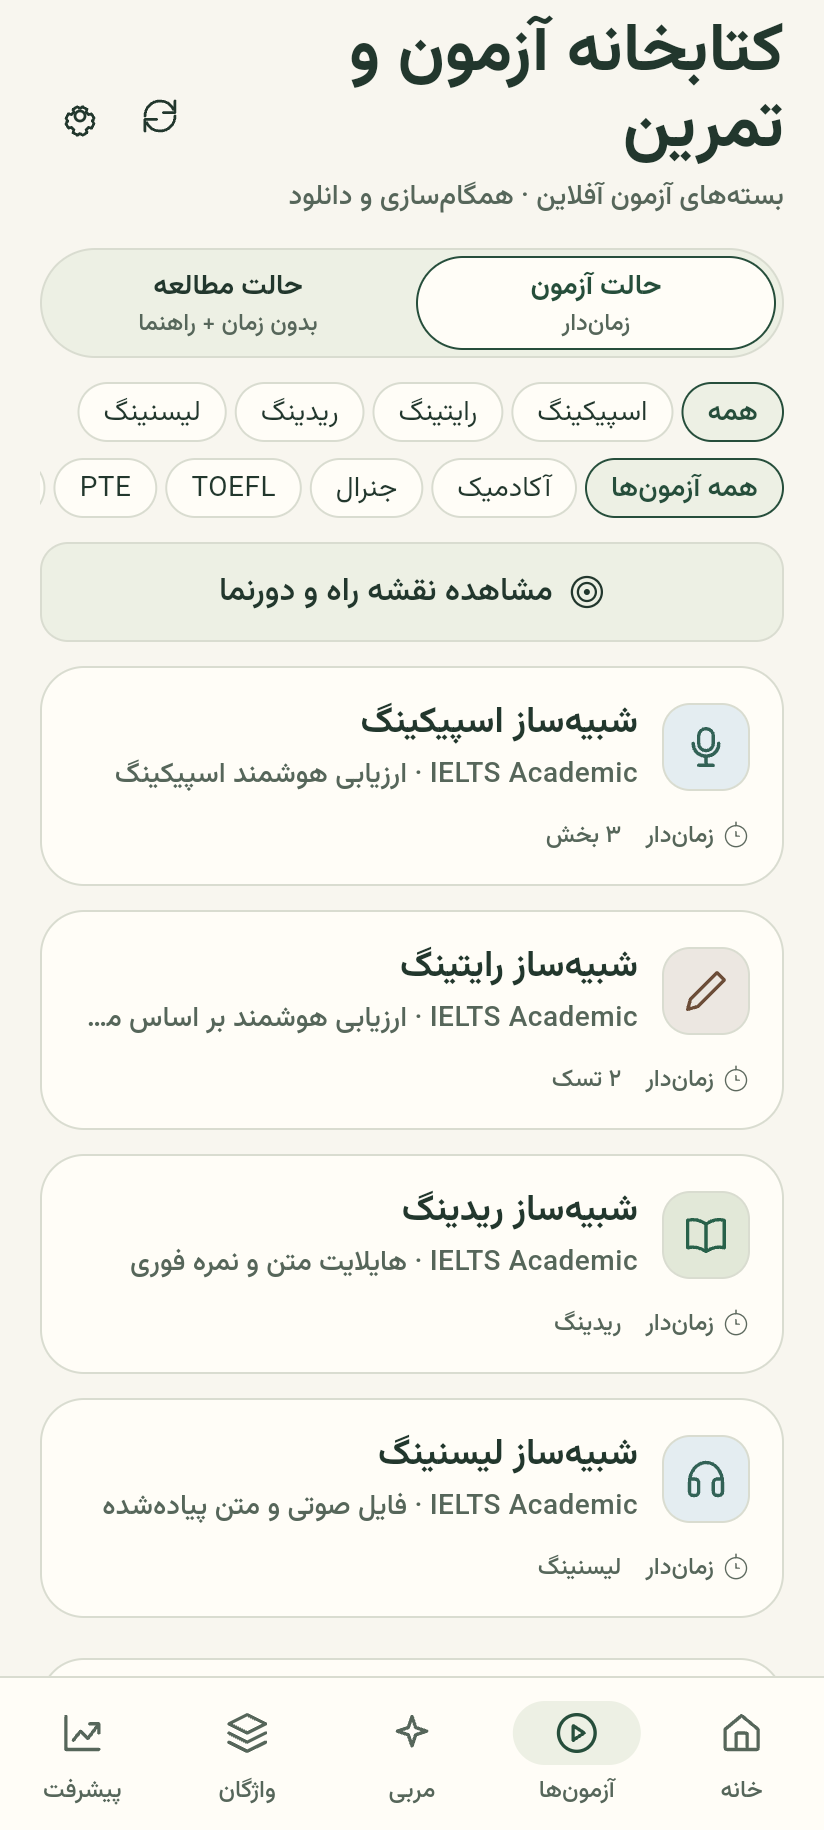 کتابخانه آزمون و
تمرین
بسته‌های آزمون آفلاین · همگام‌سازی و دانلود
حالت آزمون
زمان‌دار
حالت مطالعه
بدون زمان + راهنما
همه
اسپیکینگ
رایتینگ
ریدینگ
لیسنینگ
همه آزمون‌ها
آکادمیک
جنرال
TOEFL
PTE
مشاهده نقشه راه و دورنما
شبیه‌ساز اسپیکینگ
IELTS Academic · ارزیابی هوشمند اسپیکینگ
زمان‌دار
۳ بخش
شبیه‌ساز رایتینگ
IELTS Academic · ارزیابی هوشمند بر اساس م...
زمان‌دار
۲ تسک
شبیه‌ساز ریدینگ
IELTS Academic · هایلایت متن و نمره فوری
زمان‌دار
ریدینگ
شبیه‌ساز لیسنینگ
IELTS Academic · فایل صوتی و متن پیاده‌شده
زمان‌دار
لیسنینگ
خانه
آزمون‌ها
مربی
واژگان
پیشرفت